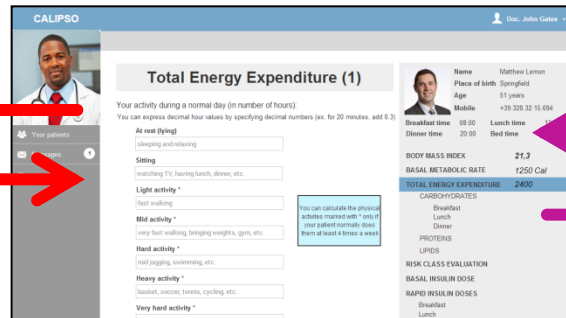 CALIPSO
Doc. John Gates
Your patients
1
Total Energy Expenditure (1)
Your activity during a normal day (in number of hours):
You can express decimal hour values by specifying decimal numbers (ex. for 20 minutes, add 0.3)
At rest (lying)
sleeping and relaxing
Sitting
watching TV, having lunch, dinner, etc.
Light activity *
fast walking
Mid activity *
very fast walking, bringing weights, gym, etc.
Hard activity *
mid jogging, swimming, etc.
Heavy activity *
basket, soccer, tennis, cycling, etc.
Very hard activity *
You can calculate the physical
activites marked with * only if
your patient normally does
them at least 4 times a week
Name Matthew Lemon
Place of birth Springfield
Age 51 years
Mobile +39 328 32 15 694
Breakfast time 08:00 Lunch time
Dinner time 20:00 Bed time
BODY MASS INDEX 21,3
BASAL METABOLIC RATE 1250 Cal
TOTAL ENERGY EXPENDITURE 2400
CARBOHYDRATES
Breakfast
Lunch
Dinner
PROTEINS
LIPIDS
RISK CLASS EVALUATION
BASAL INSULIN DOSE
RAPID INSULIN DOSES
Breakfast
Lunch